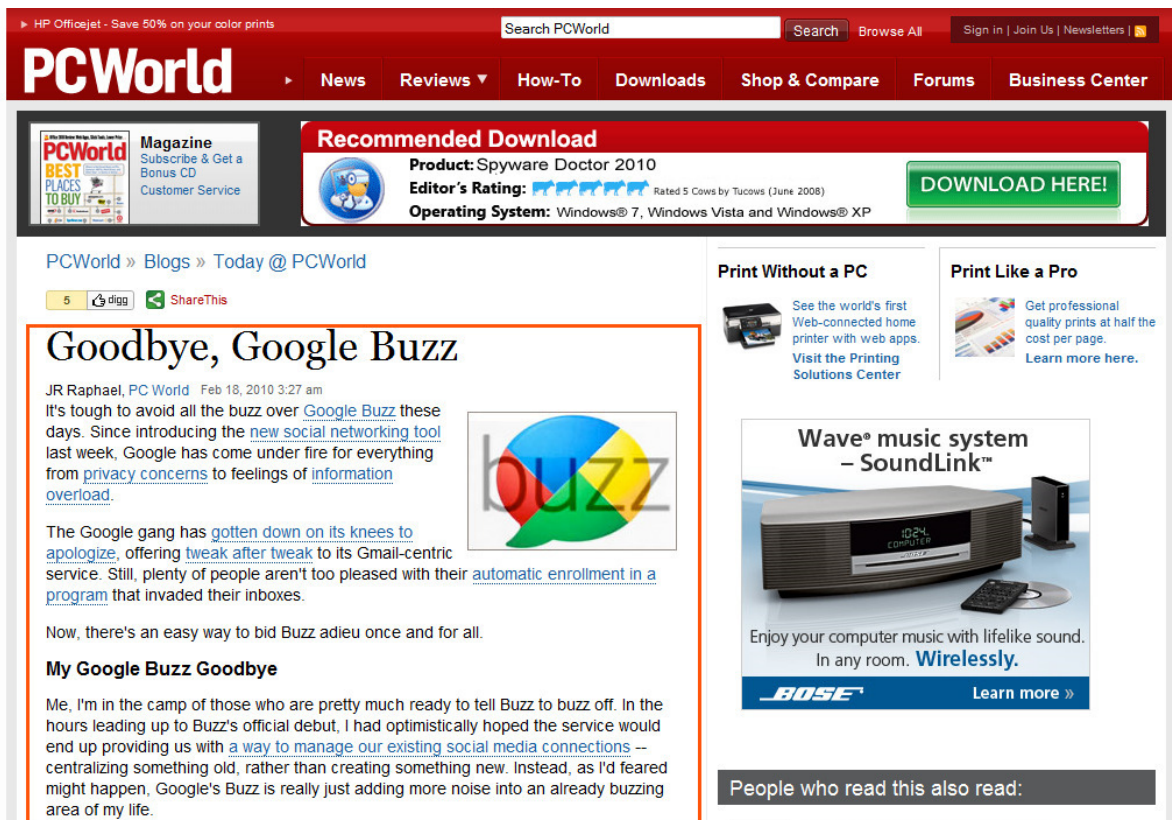 HP Officejet - Save 50% on your color prints
Search PCWorld
Search
Browse All
Sign in | Join Us | Newsletters |
PCWorld
News
Reviews
How-To
Downloads
Shop & Compare
Forums
Business Center
PCWorld
BEST
PLACES
TO BUY
Magazine
Subscribe & Get a
Bonus CD
Customer Service
Recommended Download
Product: Spyware Doctor 2010
Editor's Rating: Rated 5 Cows by Tucows (June 2008)
Operating System: Windows® 7, Windows Vista and Windows® XP
DOWNLOAD HERE!
PCWorld » Blogs » Today @ PCWorld
5 digg ShareThis
Goodbye, Google Buzz
JR Raphael, PC World Feb 18, 2010 3:27 am
It's tough to avoid all the buzz over Google Buzz these
days. Since introducing the new social networking tool
last week, Google has come under fire for everything
from privacy concerns to feelings of information
overload.
buzz
The Google gang has gotten down on its knees to
apologize, offering tweak after tweak to its Gmail-centric
service. Still, plenty of people aren't too pleased with their automatic enrollment in a
program that invaded their inboxes.
Now, there's an easy way to bid Buzz adieu once and for all.
My Google Buzz Goodbye
Me, I'm in the camp of those who are pretty much ready to tell Buzz to buzz off. In the
hours leading up to Buzz's official debut, I had optimistically hoped the service would
end up providing us with a way to manage our existing social media connections --
centralizing something old, rather than creating something new. Instead, as I'd feared
might happen, Google's Buzz is really just adding more noise into an already buzzing
area of my life.
Print Without a PC
See the world's first
Web-connected home
printer with web apps.
Visit the Printing
Solutions Center
Print Like a Pro
Get professional
quality prints at half the
cost per page.
Learn more here.
Wave® music system
– SoundLink™
10:24
COMPUTER
BOSE
Enjoy your computer music with lifelike sound.
In any room. Wirelessly.
BOSE
Learn more »
People who read this also read: